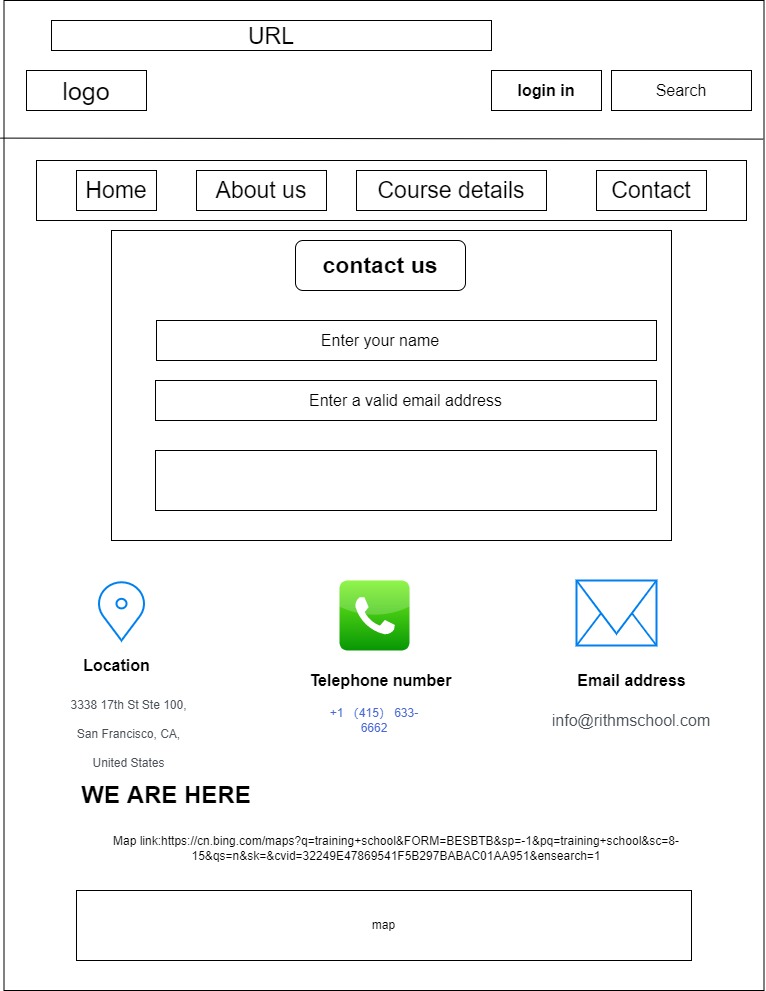 URL
logo
login in
Search
Home
About us
Course details
Contact
contact us
Enter your name
Enter a valid email address
Location
3338 17th St Ste 100,
San Francisco, CA,
United States
Telephone number
+1 （415） 633-
6662
Email address
info@rithmschool.com
WE ARE HERE
Map link:https://cn.bing.com/maps?q=training+school&FORM=BESBTB&sp=-1&pq=training+school&sc=8-
15&qs=n&sk=&cvid=32249E47869541F5B297BABAC01AA951&ensearch=1
map